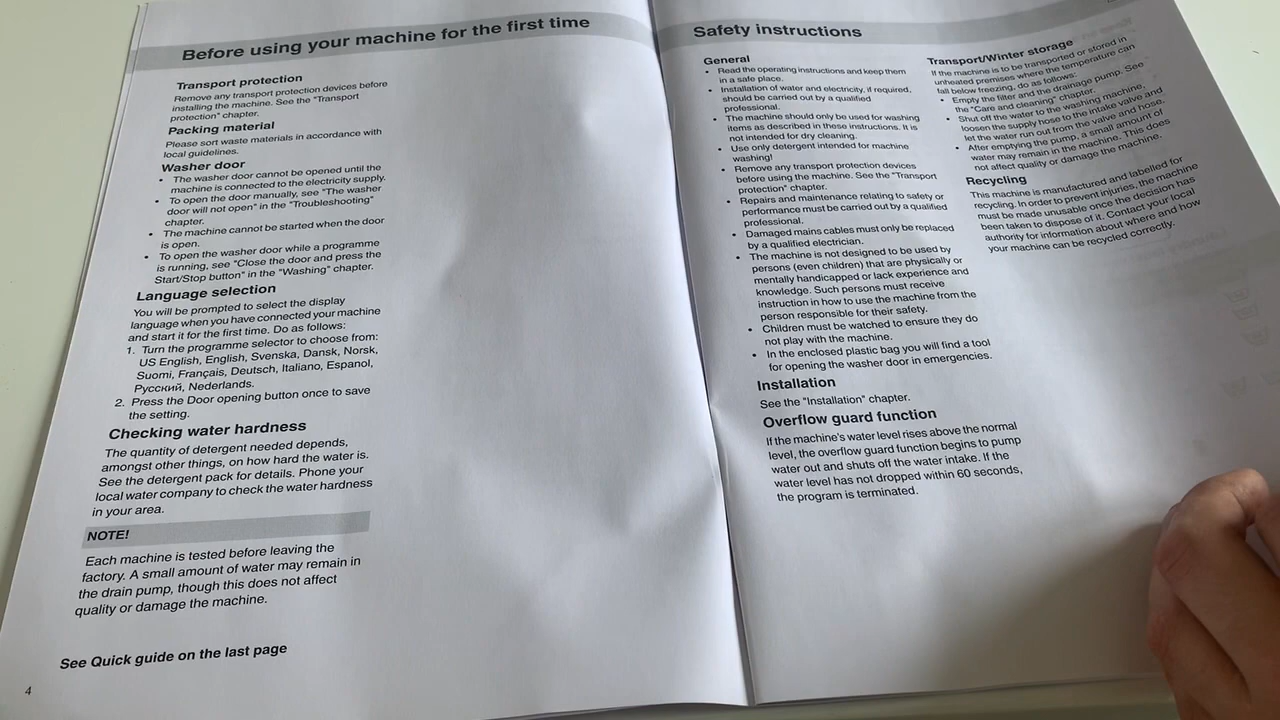 Before using your machine for the first time
Transport protection
Remove any transport protection devices before
installing the machine. See the "Transport
protection" chapter.
Packing material
Please sort waste materials in accordance with
local guidelines.
Washer door
• The washer door cannot be opened until the
machine is connected to the electricity supply.
• To open the door manually, see "The washer
door will not open" in the "Troubleshooting"
chapter.
• The machine cannot be started when the door
is open.
• To open the washer door while a programme
is running, see "Close the door and press the
Start/Stop button" in the "Washing" chapter.
Language selection
You will be prompted to select the display
language when you have connected your machine
and start it for the first time. Do as follows:
1. Turn the programme selector to choose from:
US English, English, Svenska, Dansk, Norsk,
Suomi, Français, Deutsch, Italiano, Espanol,
Русский, Nederlands.
2. Press the Door opening button once to save
the setting.
Checking water hardness
The quantity of detergent needed depends,
amongst other things, on how hard the water is.
See the detergent pack for details. Phone your
local water company to check the water hardness
in your area.
NOTE!
Each machine is tested before leaving the
factory. A small amount of water may remain in
the drain pump, though this does not affect
quality or damage the machine.
See Quick guide on the last page
4
Safety instructions
General
• Read the operating instructions and keep them
in a safe place.
• Installation of water and electricity, if required,
should be carried out by a qualified
professional.
• The machine should only be used for washing
items as described in these instructions. It is
not intended for dry cleaning.
• Use only detergent intended for machine
washing!
• Remove any transport protection devices
before using the machine. See the "Transport
protection" chapter.
• Repairs and maintenance relating to safety or
performance must be carried out by a qualified
professional.
• Damaged mains cables must only be replaced
by a qualified electrician.
• The machine is not designed to be used by
persons (even children) that are physically or
mentally handicapped or lack experience and
knowledge. Such persons must receive
instruction in how to use the machine from the
person responsible for their safety.
• Children must be watched to ensure they do
not play with the machine.
• In the enclosed plastic bag you will find a tool
for opening the washer door in emergencies.
Installation
See the "Installation" chapter.
Overflow guard function
If the machine's water level rises above the normal
level, the overflow guard function begins to pump
water out and shuts off the water intake. If the
water level has not dropped within 60 seconds,
the program is terminated.
Transport/Winter storage
If the machine is to be transported or stored in
unheated premises where the temperature can
fall below freezing, do as follows:
• Empty the filter and the drainage pump. See
the "Care and cleaning" chapter.
• Shut off the water to the washing machine,
loosen the supply hose to the intake valve and
let the water run out from the valve and hose.
• After emptying the pump, a small amount of
water may remain in the machine. This does
not affect quality or damage the machine.
Recycling
This machine is manufactured and labelled for
recycling. In order to prevent injuries, the machine
must be made unusable once the decision has
been taken to dispose of it. Contact your local
authority for information about where and how
your machine can be recycled correctly.